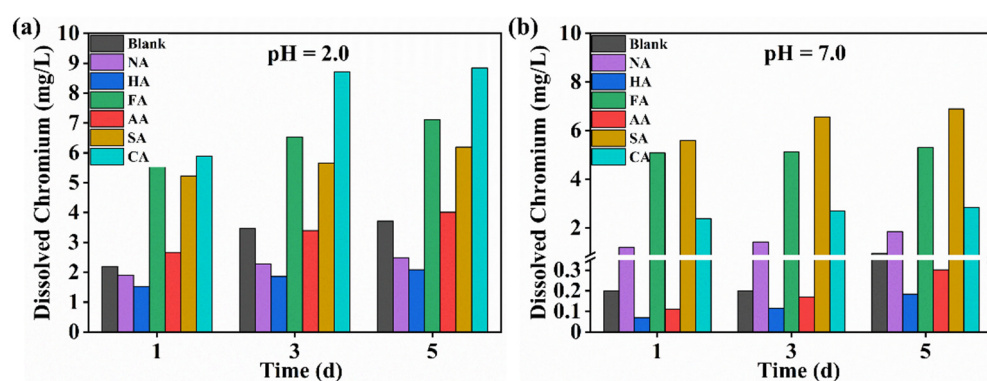 (a)
pH = 2.0
Dissolved Chromium (mg/L)
10
9
8
7
6
5
4
3
2
1
0
Blank
NA
HA
FA
AA
SA
CA
1 3 5
Time (d)
(b)
pH = 7.0
Dissolved Chromium (mg/L)
10
8
6
4
2
0.3
0.2
0.1
0
Blank
NA
HA
FA
AA
SA
CA
1 3 5
Time (d)